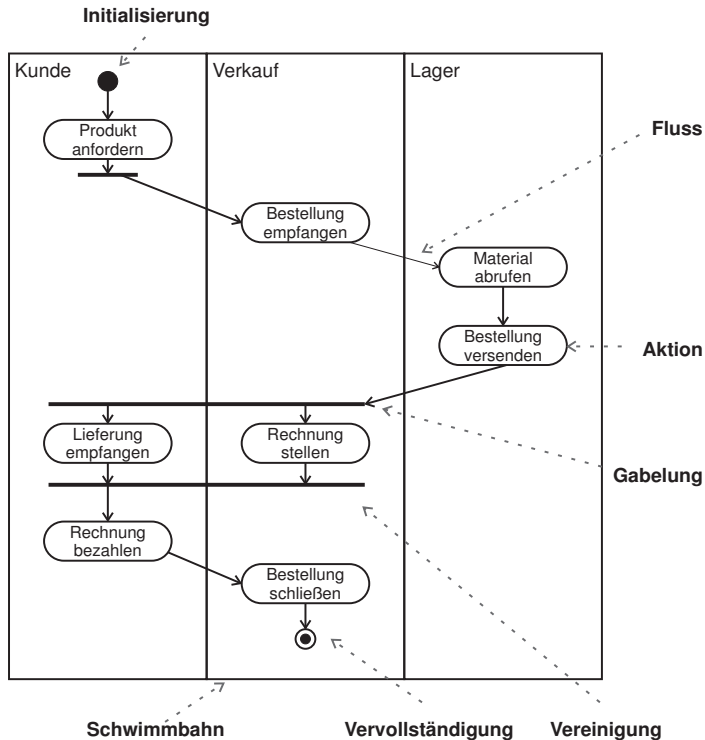 Initialisierung
Kunde
Verkauf
Lager
Produkt
anfordern
Fluss
Bestellung
empfangen
Material
abrufen
Bestellung
versenden
Aktion
Lieferung
empfangen
Rechnung
stellen
Gabelung
Rechnung
bezahlen
Bestellung
schließen
Schwimmbahn
Vervollständigung
Vereinigung